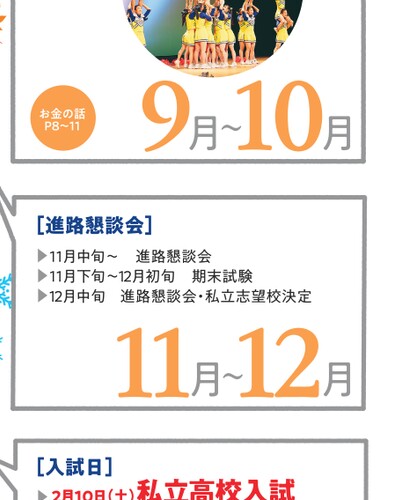 お金の話
P8〜11
9月〜10月
［進路懇談会］
▶11月中旬〜　進路懇談会
▶11月下旬〜12月初旬　期末試験
▶12月中旬　進路懇談会・私立志望校決定
11月〜12月
［入試日］
▶2月10日(土)私立高校入試